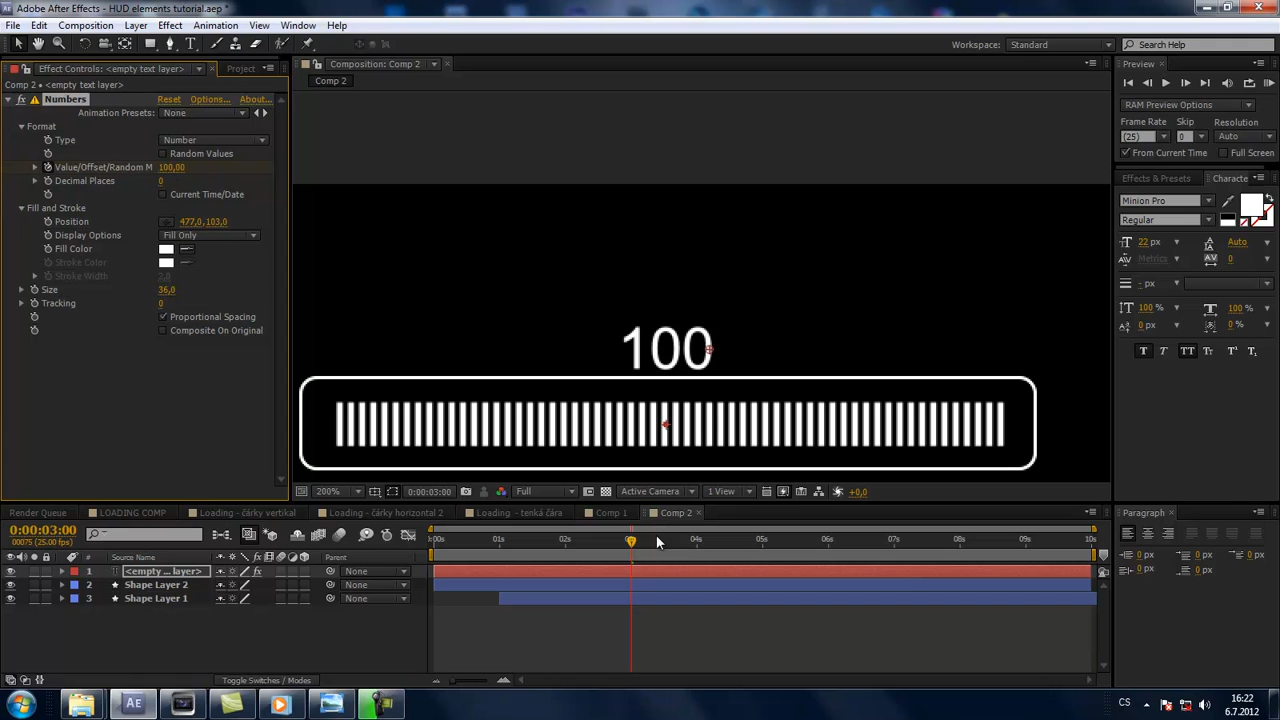 Adobe After Effects - HUD elements tutorial.aep *
File Edit Composition Layer Effect Animation View Window Help
Workspace: Standard Search Help
Effect Controls: <empty text layer> Project
Comp 2 • <empty text layer>
fx Numbers Reset Options... About...
Animation Presets: None
Format
Type Number
Random Values
Value/Offset/Random M 100,00
Decimal Places 0
Current Time/Date
Fill and Stroke
Position 477,0, 103,0
Display Options Fill Only
Fill Color
Stroke Color
Stroke Width 2,0
Size 36,0
Tracking 0
Proportional Spacing
Composite On Original
Composition: Comp 2
Comp 2
100
200% 0:00:03:00 Full Active Camera 1 View +0,0
Preview
RAM Preview Options
Frame Rate Skip Resolution
(25) 0 Auto
From Current Time Full Screen
Effects & Presets Characte
Minion Pro
Regular
22 px Auto
Metrics 0
- px
100 % 100 %
0 px 0 %
T T TT Tr
Render Queue LOADING COMP Loading - čárky vertikal Loading - čárky horizontal 2 Loading - tenká čára Comp 1 Comp 2
0:00:03:00
00075 (25.00 fps)
:00s 01s 02s 04s 05s 06s 07s 08s 09s 10s
# Source Name Parent
1 <empty ... layer> fx None
2 Shape Layer 2 None
3 Shape Layer 1 None
Toggle Switches / Modes
Paragraph
0 px 0 px 0 px
0 px 0 px
CS 16:22
6.7.2012